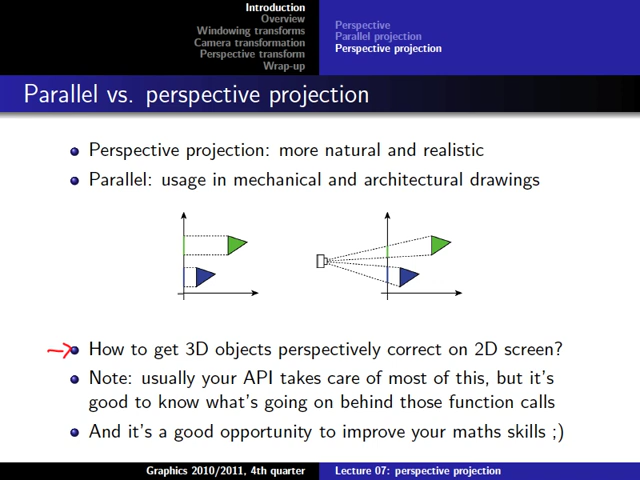 Introduction
Overview
Windowing transforms
Camera transformation
Perspective transform
Wrap-up
Perspective
Parallel projection
Perspective projection
Parallel vs. perspective projection
Perspective projection: more natural and realistic
Parallel: usage in mechanical and architectural drawings
How to get 3D objects perspectively correct on 2D screen?
Note: usually your API takes care of most of this, but it's
good to know what's going on behind those function calls
And it's a good opportunity to improve your maths skills ;)
Graphics 2010/2011, 4th quarter
Lecture 07: perspective projection